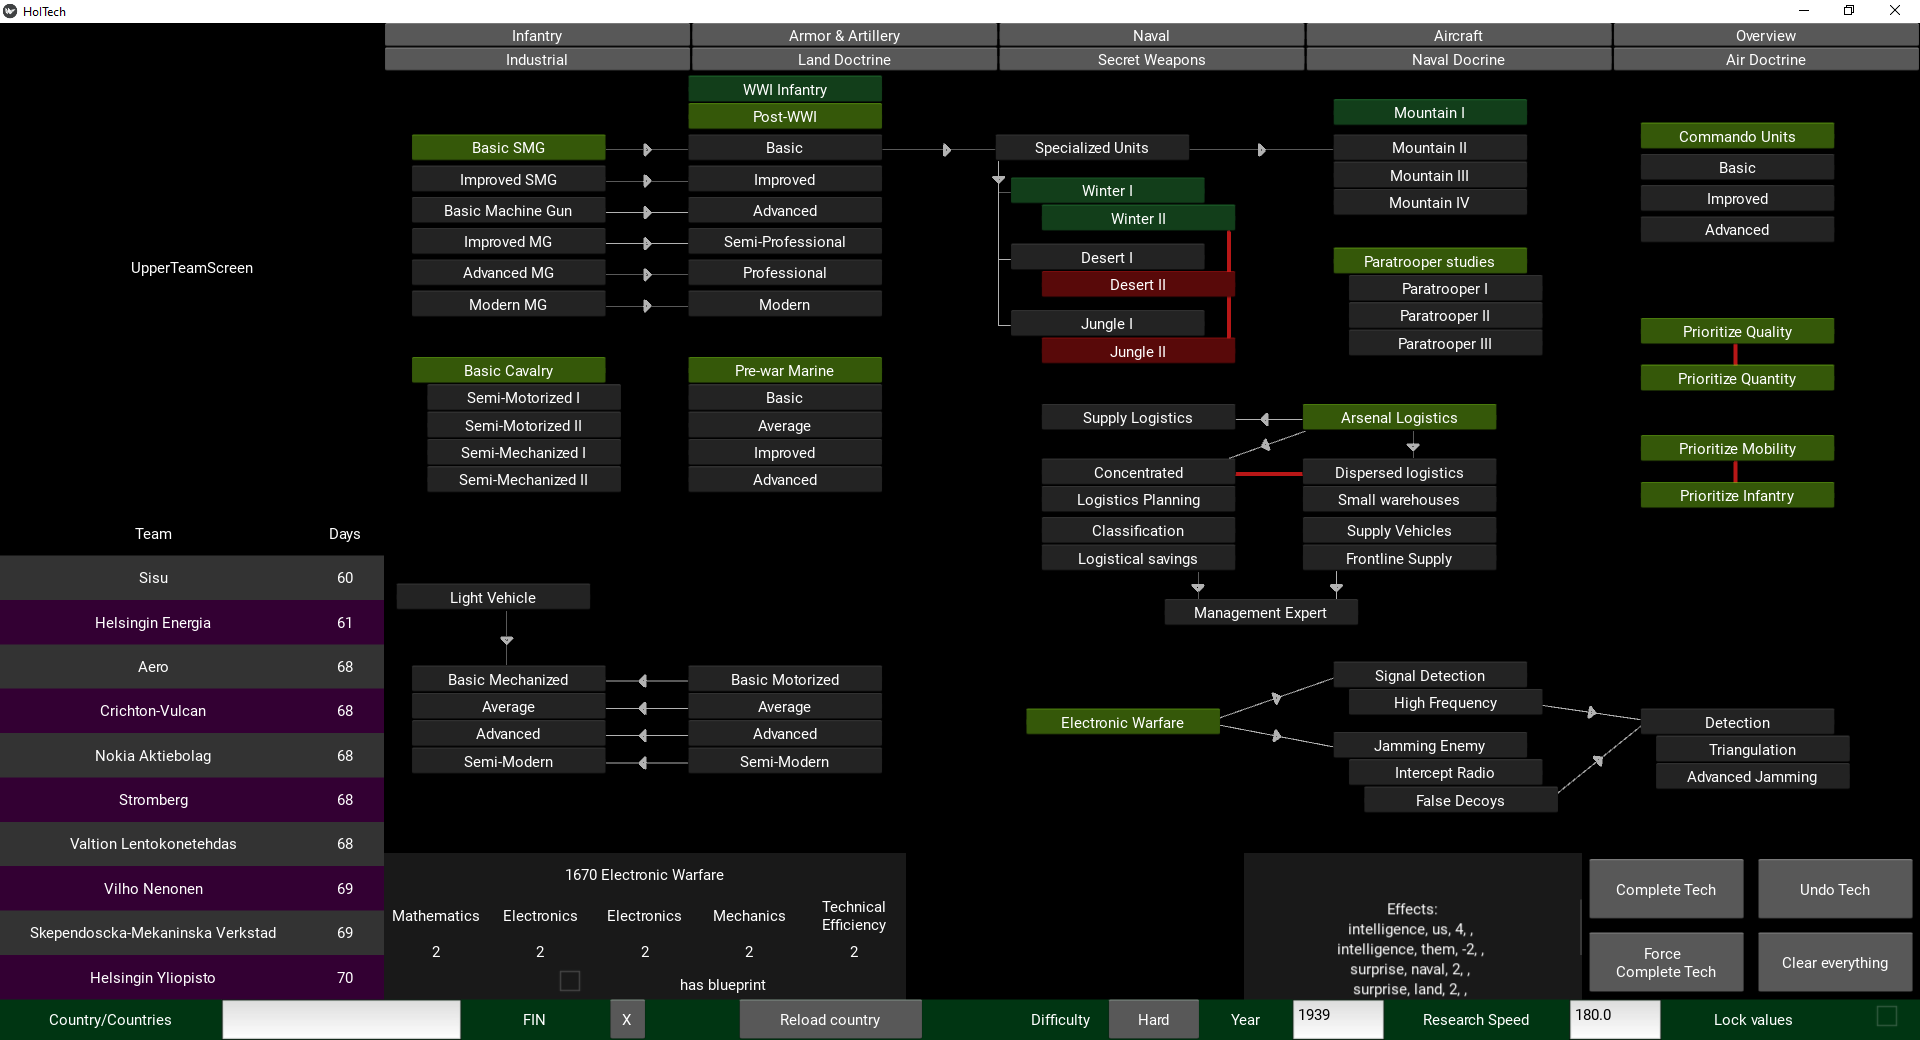 HolTech
Infantry
Armor & Artillery
Naval
Aircraft
Overview
Industrial
Land Doctrine
Secret Weapons
Naval Docrine
Air Doctrine
UpperTeamScreen
WWI Infantry
Post-WWI
Basic SMG
Basic
Improved SMG
Improved
Basic Machine Gun
Advanced
Improved MG
Semi-Professional
Advanced MG
Professional
Modern MG
Modern
Specialized Units
Winter I
Winter II
Desert I
Desert II
Jungle I
Jungle II
Mountain I
Mountain II
Mountain III
Mountain IV
Paratrooper studies
Paratrooper I
Paratrooper II
Paratrooper III
Commando Units
Basic
Improved
Advanced
Prioritize Quality
Prioritize Quantity
Prioritize Mobility
Prioritize Infantry
Basic Cavalry
Semi-Motorized I
Semi-Motorized II
Semi-Mechanized I
Semi-Mechanized II
Pre-war Marine
Basic
Average
Improved
Advanced
Supply Logistics
Arsenal Logistics
Concentrated
Dispersed logistics
Logistics Planning
Small warehouses
Classification
Supply Vehicles
Logistical savings
Frontline Supply
Management Expert
Light Vehicle
Basic Mechanized
Basic Motorized
Average
Average
Advanced
Advanced
Semi-Modern
Semi-Modern
Electronic Warfare
Signal Detection
High Frequency
Jamming Enemy
Intercept Radio
False Decoys
Detection
Triangulation
Advanced Jamming
Team Days
Sisu 60
Helsingin Energia 61
Aero 68
Crichton-Vulcan 68
Nokia Aktiebolag 68
Stromberg 68
Valtion Lentokonetehdas 68
Vilho Nenonen 69
Skependoscka-Mekaninska Verkstad 69
Helsingin Yliopisto 70
1670 Electronic Warfare
Mathematics Electronics Electronics Mechanics Technical Efficiency
2 2 2 2 2
has blueprint
Effects:
intelligence, us, 4, ,
intelligence, them, -2, ,
surprise, naval, 2, ,
surprise, land, 2, ,
Complete Tech
Undo Tech
Force
Complete Tech
Clear everything
Country/Countries
FIN
X
Reload country
Difficulty
Hard
Year
1939
Research Speed
180.0
Lock values